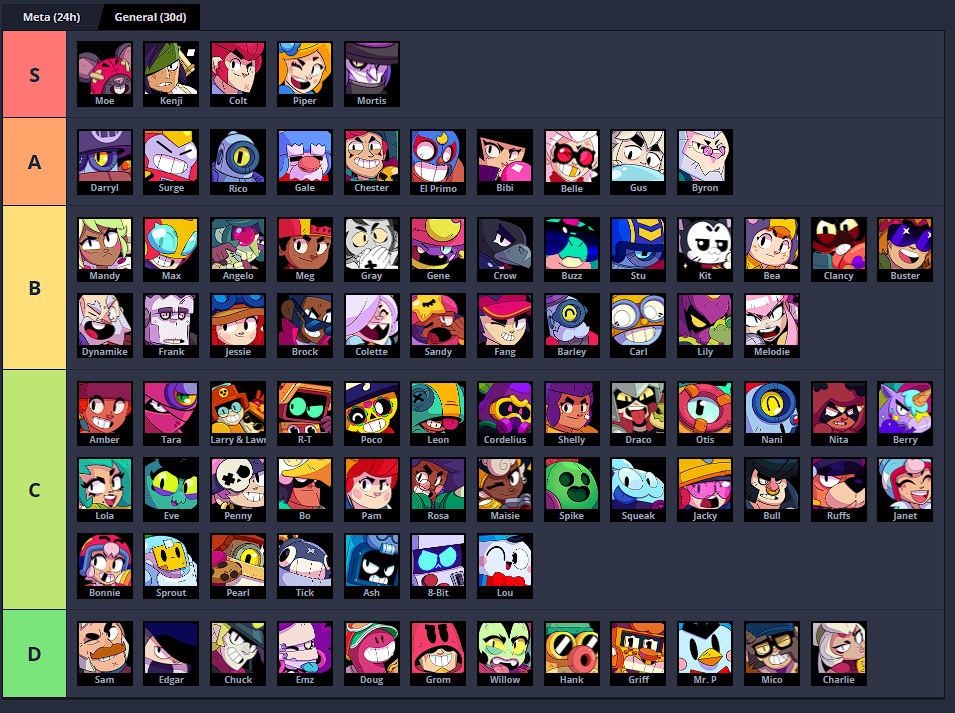 Meta (24h) General (30d)
S
Moe Kenji Colt Piper Mortis
A
Darryl Surge Rico Gale Chester El Primo Bibi Belle Gus Byron
B
Mandy Max Angelo Meg Gray Gene Crow Buzz Stu Kit Bea Clancy Buster
Dynamike Frank Jessie Brock Colette Sandy Fang Barley Carl Lily Melodie
C
Amber Tara Larry & Lawr R-T Poco Leon Cordelius Shelly Draco Otis Nani Nita Berry
Lola Eve Penny Bo Pam Rosa Maisie Spike Squeak Jacky Bull Ruffs Janet
Bonnie Sprout Pearl Tick Ash 8-Bit Lou
D
Sam Edgar Chuck Emz Doug Grom Willow Hank Griff Mr. P Mico Charlie